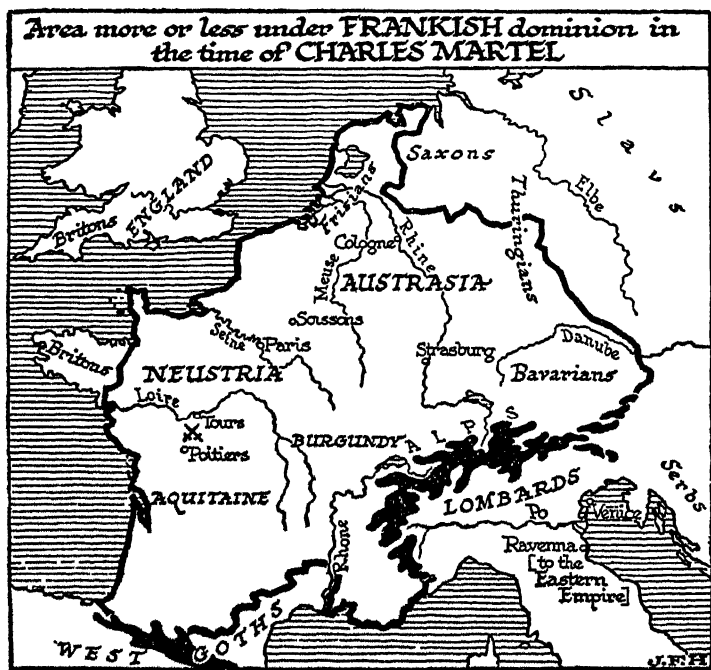 Area more or less under FRANKISH dominion in
the time of CHARLES MARTEL
Slavs
Saxons
ENGLAND
Britons
Frisians
Thuringians
Elbe
Cologne
Rhine
Meuse
AUSTRASIA
Soissons
Seine
Paris
Britons
Strasburg
Danube
NEUSTRIA
Bavarians
Loire
Tours
Poitiers
BURGUNDY
ALPS
AQUITAINE
LOMBARDS
Serbs
Po
Venice
Rhone
Ravenna
[to the
Eastern
Empire]
WEST GOTHS
J.F.H